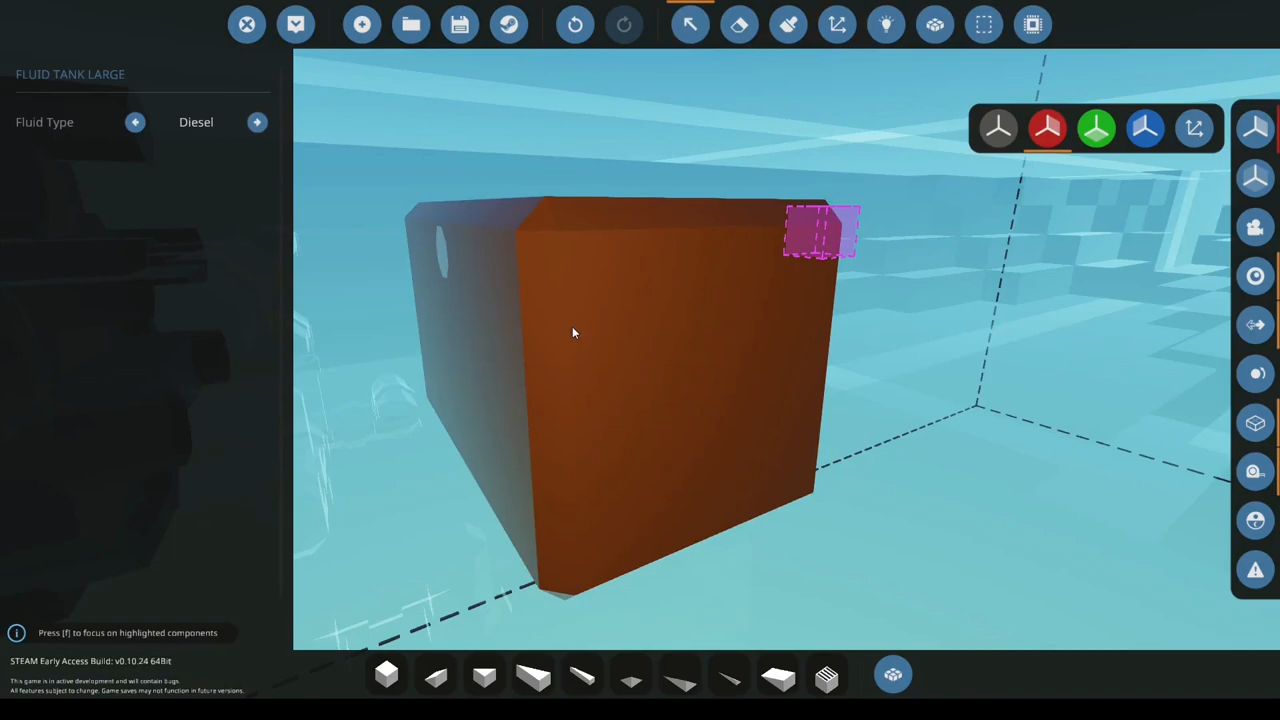 FLUID TANK LARGE
Fluid Type Diesel
Press [f] to focus on highlighted components
STEAM Early Access Build: v0.10.24 64Bit
This game is in active development and will contain bugs.
All features subject to change. Game saves may not function in future versions.